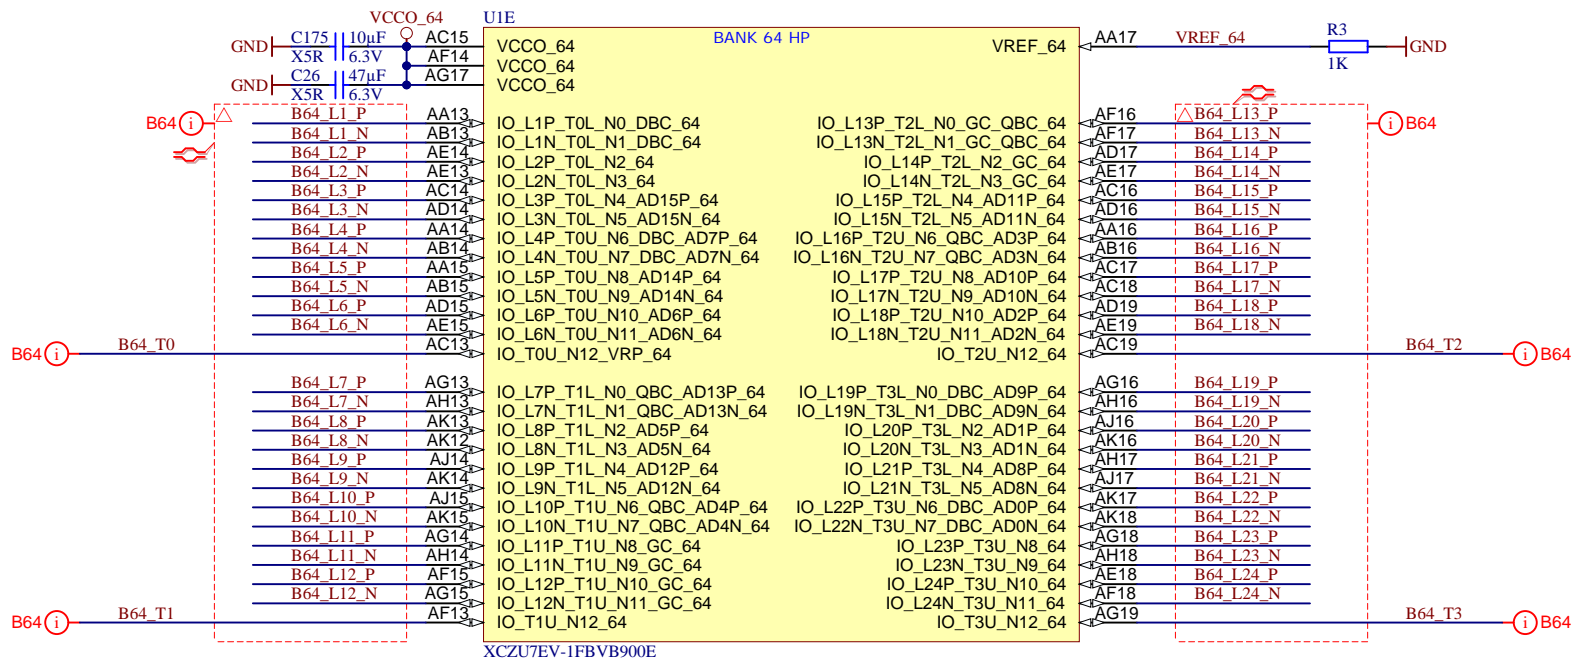 VCCO_64 U1E
GND C175 10µF AC15 VCCO_64 BANK 64 HP VREF_64 AA17 VREF_64 R3 GND
X5R 6.3V AF14 VCCO_64 1K
GND C26 47µF AG17 VCCO_64
X5R 6.3V
B64 i B64_L1_P AA13 IO_L1P_T0L_N0_DBC_64 IO_L13P_T2L_N0_GC_QBC_64 AF16 B64_L13_P i B64
B64_L1_N AB13 IO_L1N_T0L_N1_DBC_64 IO_L13N_T2L_N1_GC_QBC_64 AF17 B64_L13_N
B64_L2_P AE14 IO_L2P_T0L_N2_64 IO_L14P_T2L_N2_GC_64 AD17 B64_L14_P
B64_L2_N AE13 IO_L2N_T0L_N3_64 IO_L14N_T2L_N3_GC_64 AE17 B64_L14_N
B64_L3_P AC14 IO_L3P_T0L_N4_AD15P_64 IO_L15P_T2L_N4_AD11P_64 AC16 B64_L15_P
B64_L3_N AD14 IO_L3N_T0L_N5_AD15N_64 IO_L15N_T2L_N5_AD11N_64 AD16 B64_L15_N
B64_L4_P AA14 IO_L4P_T0U_N6_DBC_AD7P_64 IO_L16P_T2U_N6_QBC_AD3P_64 AA16 B64_L16_P
B64_L4_N AB14 IO_L4N_T0U_N7_DBC_AD7N_64 IO_L16N_T2U_N7_QBC_AD3N_64 AB16 B64_L16_N
B64_L5_P AA15 IO_L5P_T0U_N8_AD14P_64 IO_L17P_T2U_N8_AD10P_64 AC17 B64_L17_P
B64_L5_N AB15 IO_L5N_T0U_N9_AD14N_64 IO_L17N_T2U_N9_AD10N_64 AC18 B64_L17_N
B64_L6_P AD15 IO_L6P_T0U_N10_AD6P_64 IO_L18P_T2U_N10_AD2P_64 AD19 B64_L18_P
B64_L6_N AE15 IO_L6N_T0U_N11_AD6N_64 IO_L18N_T2U_N11_AD2N_64 AE19 B64_L18_N
B64 i B64_T0 AC13 IO_T0U_N12_VRP_64 IO_T2U_N12_64 AC19 B64_T2 i B64
B64_L7_P AG13 IO_L7P_T1L_N0_QBC_AD13P_64 IO_L19P_T3L_N0_DBC_AD9P_64 AG16 B64_L19_P
B64_L7_N AH13 IO_L7N_T1L_N1_QBC_AD13N_64 IO_L19N_T3L_N1_DBC_AD9N_64 AH16 B64_L19_N
B64_L8_P AK13 IO_L8P_T1L_N2_AD5P_64 IO_L20P_T3L_N2_AD1P_64 AJ16 B64_L20_P
B64_L8_N AK12 IO_L8N_T1L_N3_AD5N_64 IO_L20N_T3L_N3_AD1N_64 AK16 B64_L20_N
B64_L9_P AJ14 IO_L9P_T1L_N4_AD12P_64 IO_L21P_T3L_N4_AD8P_64 AH17 B64_L21_P
B64_L9_N AK14 IO_L9N_T1L_N5_AD12N_64 IO_L21N_T3L_N5_AD8N_64 AJ17 B64_L21_N
B64_L10_P AJ15 IO_L10P_T1U_N6_QBC_AD4P_64 IO_L22P_T3U_N6_DBC_AD0P_64 AK17 B64_L22_P
B64_L10_N AK15 IO_L10N_T1U_N7_QBC_AD4N_64 IO_L22N_T3U_N7_DBC_AD0N_64 AK18 B64_L22_N
B64_L11_P AG14 IO_L11P_T1U_N8_GC_64 IO_L23P_T3U_N8_64 AG18 B64_L23_P
B64_L11_N AH14 IO_L11N_T1U_N9_GC_64 IO_L23N_T3U_N9_64 AH18 B64_L23_N
B64_L12_P AF15 IO_L12P_T1U_N10_GC_64 IO_L24P_T3U_N10_64 AE18 B64_L24_P
B64_L12_N AG15 IO_L12N_T1U_N11_GC_64 IO_L24N_T3U_N11_64 AF18 B64_L24_N
B64 i B64_T1 AF13 IO_T1U_N12_64 IO_T3U_N12_64 AG19 B64_T3 i B64
XCZU7EV-1FBVB900E